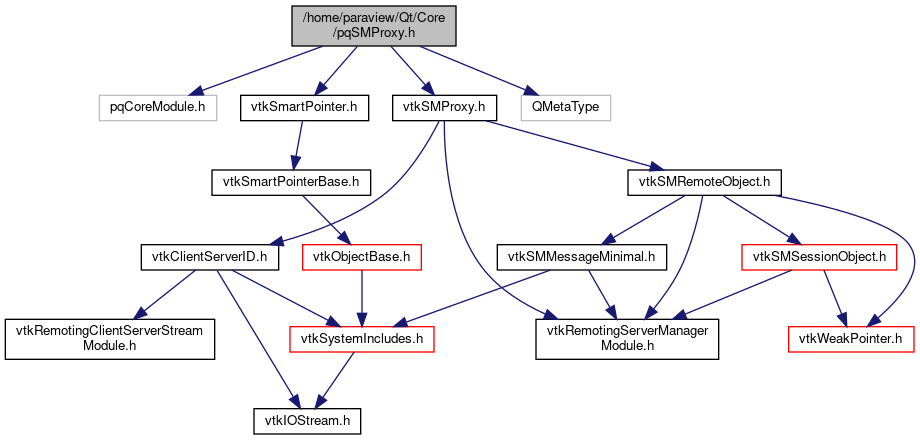 /home/paraview/Qt/Core
/pqSMProxy.h
pqCoreModule.h
vtkSmartPointer.h
vtkSMProxy.h
QMetaType
vtkSmartPointerBase.h
vtkSMRemoteObject.h
vtkClientServerID.h
vtkObjectBase.h
vtkSMMessageMinimal.h
vtkSMSessionObject.h
vtkRemotingClientServerStream
Module.h
vtkSystemIncludes.h
vtkRemotingServerManager
Module.h
vtkWeakPointer.h
vtkIOStream.h